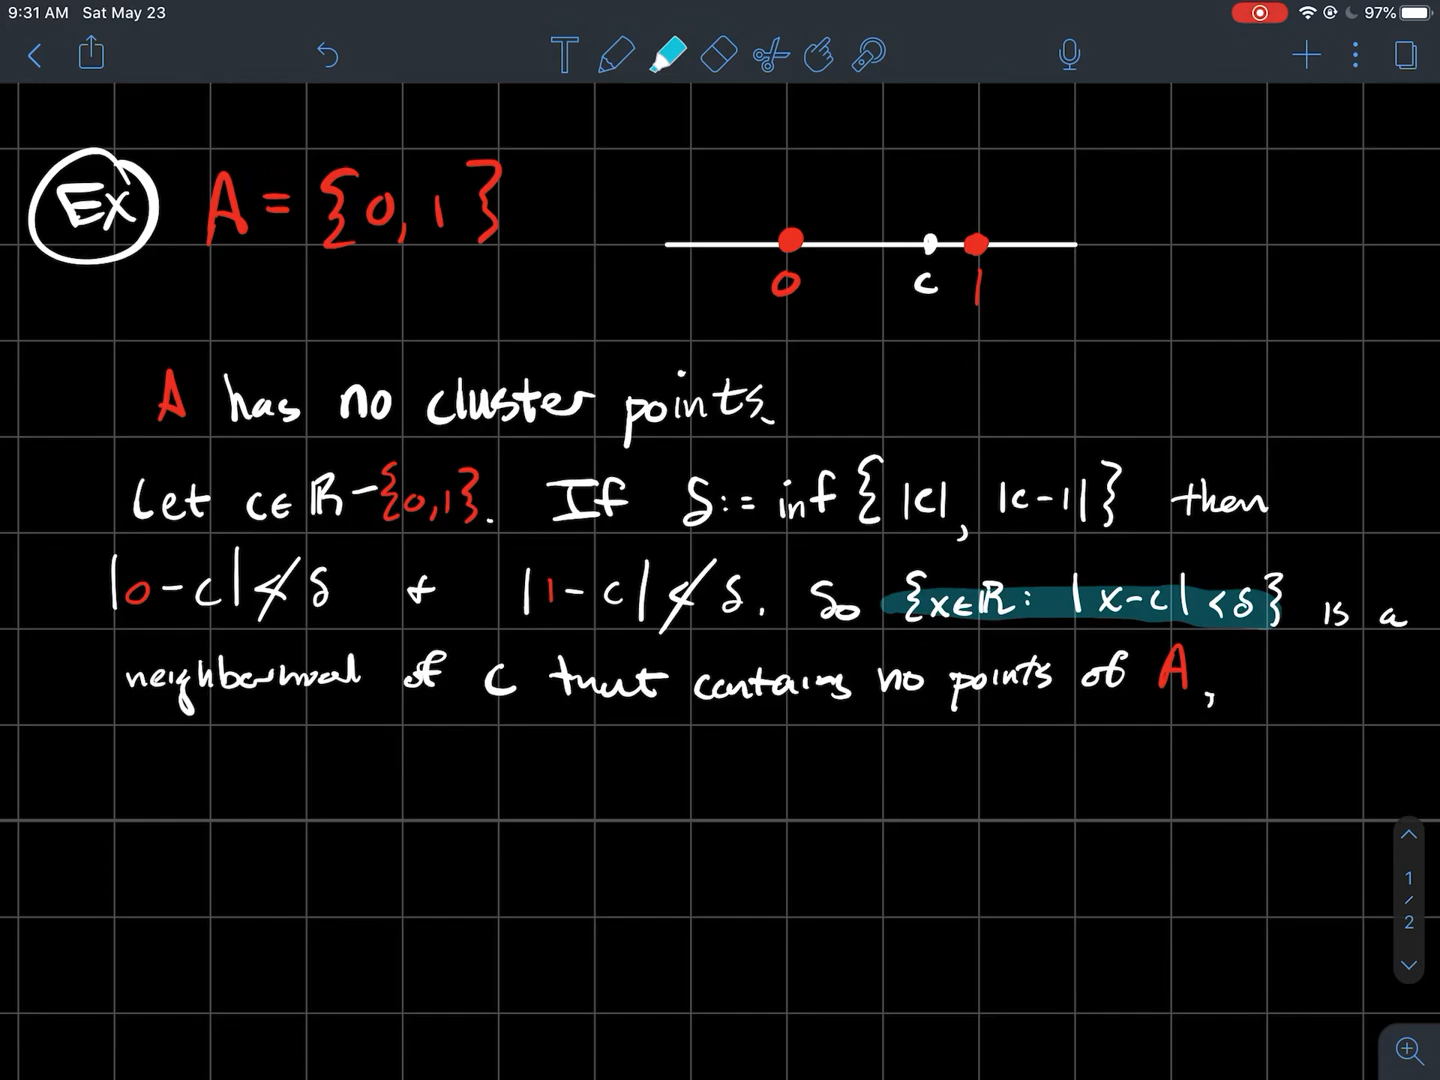 9:31 AM Sat May 23
97%
Ex A = {0, 1}
0 c 1
A has no cluster points.
Let c∈ℝ-{0,1}. If δ:= inf{|c|, |c-1|} then
|0-c|≮δ & |1-c|≮δ. So {x∈ℝ: |x-c|<δ} is a
neighborhood of c that contains no points of A,
1
/
2